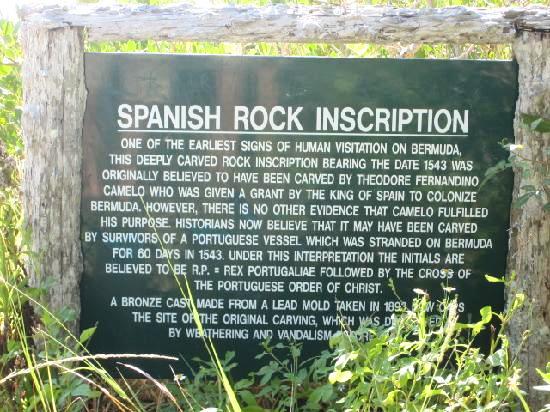 SPANISH ROCK INSCRIPTION
ONE OF THE EARLIEST SIGNS OF HUMAN VISITATION ON BERMUDA,
THIS DEEPLY CARVED ROCK INSCRIPTION BEARING THE DATE 1543 WAS
ORIGINALLY BELIEVED TO HAVE BEEN CARVED BY THEODORE FERNANDINO
CAMELO WHO WAS GIVEN A GRANT BY THE KING OF SPAIN TO COLONIZE
BERMUDA. HOWEVER, THERE IS NO OTHER EVIDENCE THAT CAMELO FULFILLED
HIS PURPOSE. HISTORIANS NOW BELIEVE THAT IT MAY HAVE BEEN CARVED
BY SURVIVORS OF A PORTUGUESE VESSEL WHICH WAS STRANDED ON BERMUDA
FOR 60 DAYS IN 1543. UNDER THIS INTERPRETATION THE INITIALS ARE
BELIEVED TO BE R.P. = REX PORTUGALIAE FOLLOWED BY THE CROSS OF
THE PORTUGUESE ORDER OF CHRIST.
A BRONZE CAST MADE FROM A LEAD MOLD TAKEN IN
THE SITE OF THE ORIGINAL CARVING, WHICH WAS
BY WEATHERING AND VANDALISM